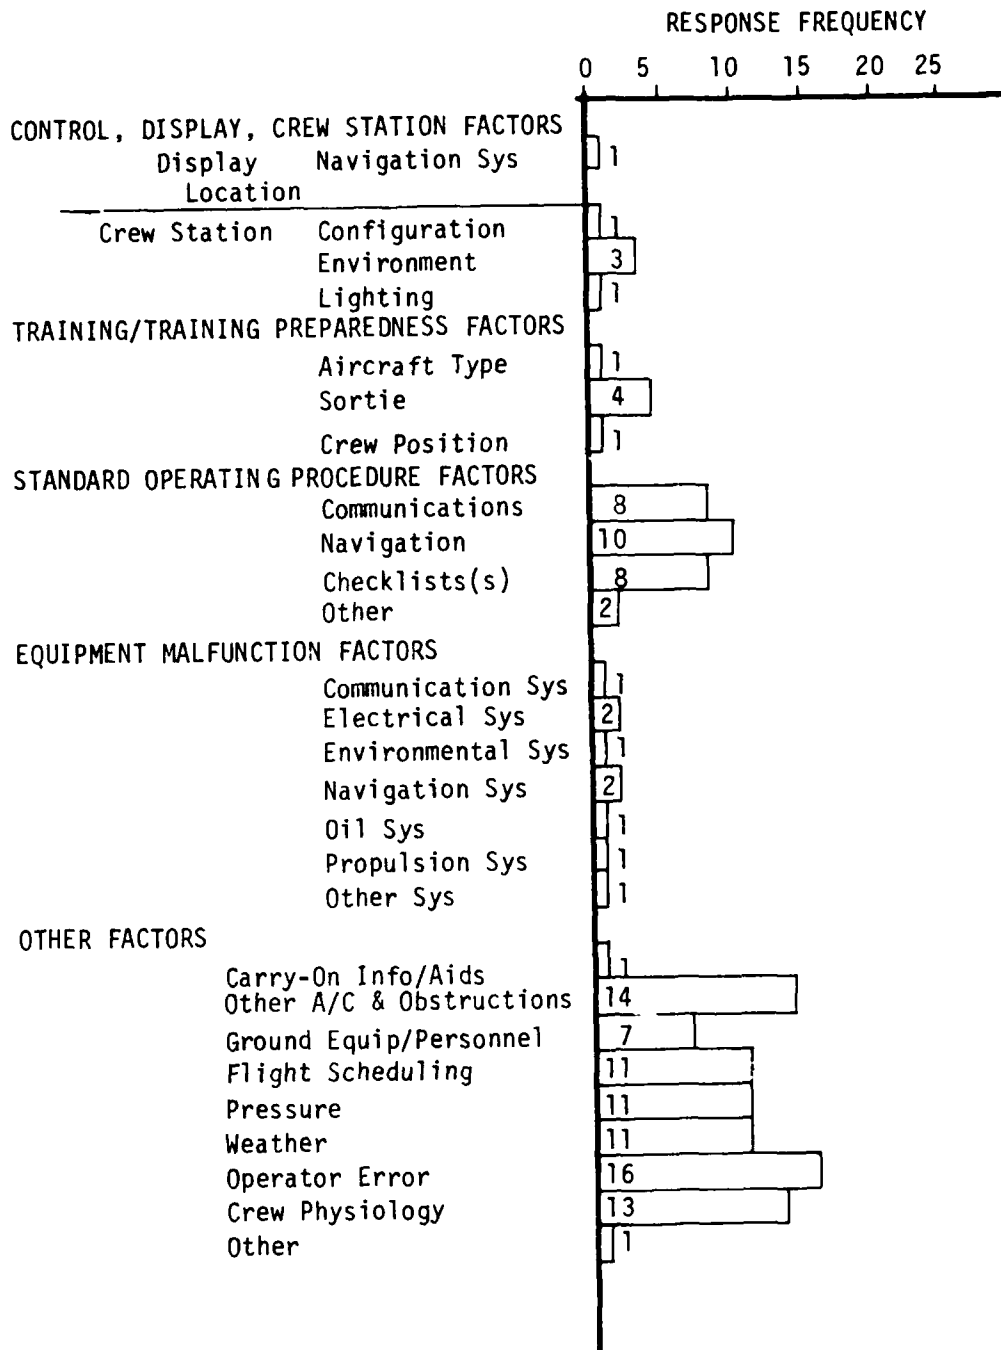 RESPONSE FREQUENCY
0 5 10 15 20 25
CONTROL, DISPLAY, CREW STATION FACTORS
Display Navigation Sys 1
Location
Crew Station Configuration 1
Environment 3
Lighting 1
TRAINING/TRAINING PREPAREDNESS FACTORS
Aircraft Type 1
Sortie 4
Crew Position 1
STANDARD OPERATING PROCEDURE FACTORS
Communications 8
Navigation 10
Checklists(s) 8
Other 2
EQUIPMENT MALFUNCTION FACTORS
Communication Sys 1
Electrical Sys 2
Environmental Sys 1
Navigation Sys 2
Oil Sys 1
Propulsion Sys 1
Other Sys 1
OTHER FACTORS
Carry-On Info/Aids 1
Other A/C & Obstructions 14
Ground Equip/Personnel 7
Flight Scheduling 11
Pressure 11
Weather 11
Operator Error 16
Crew Physiology 13
Other 1